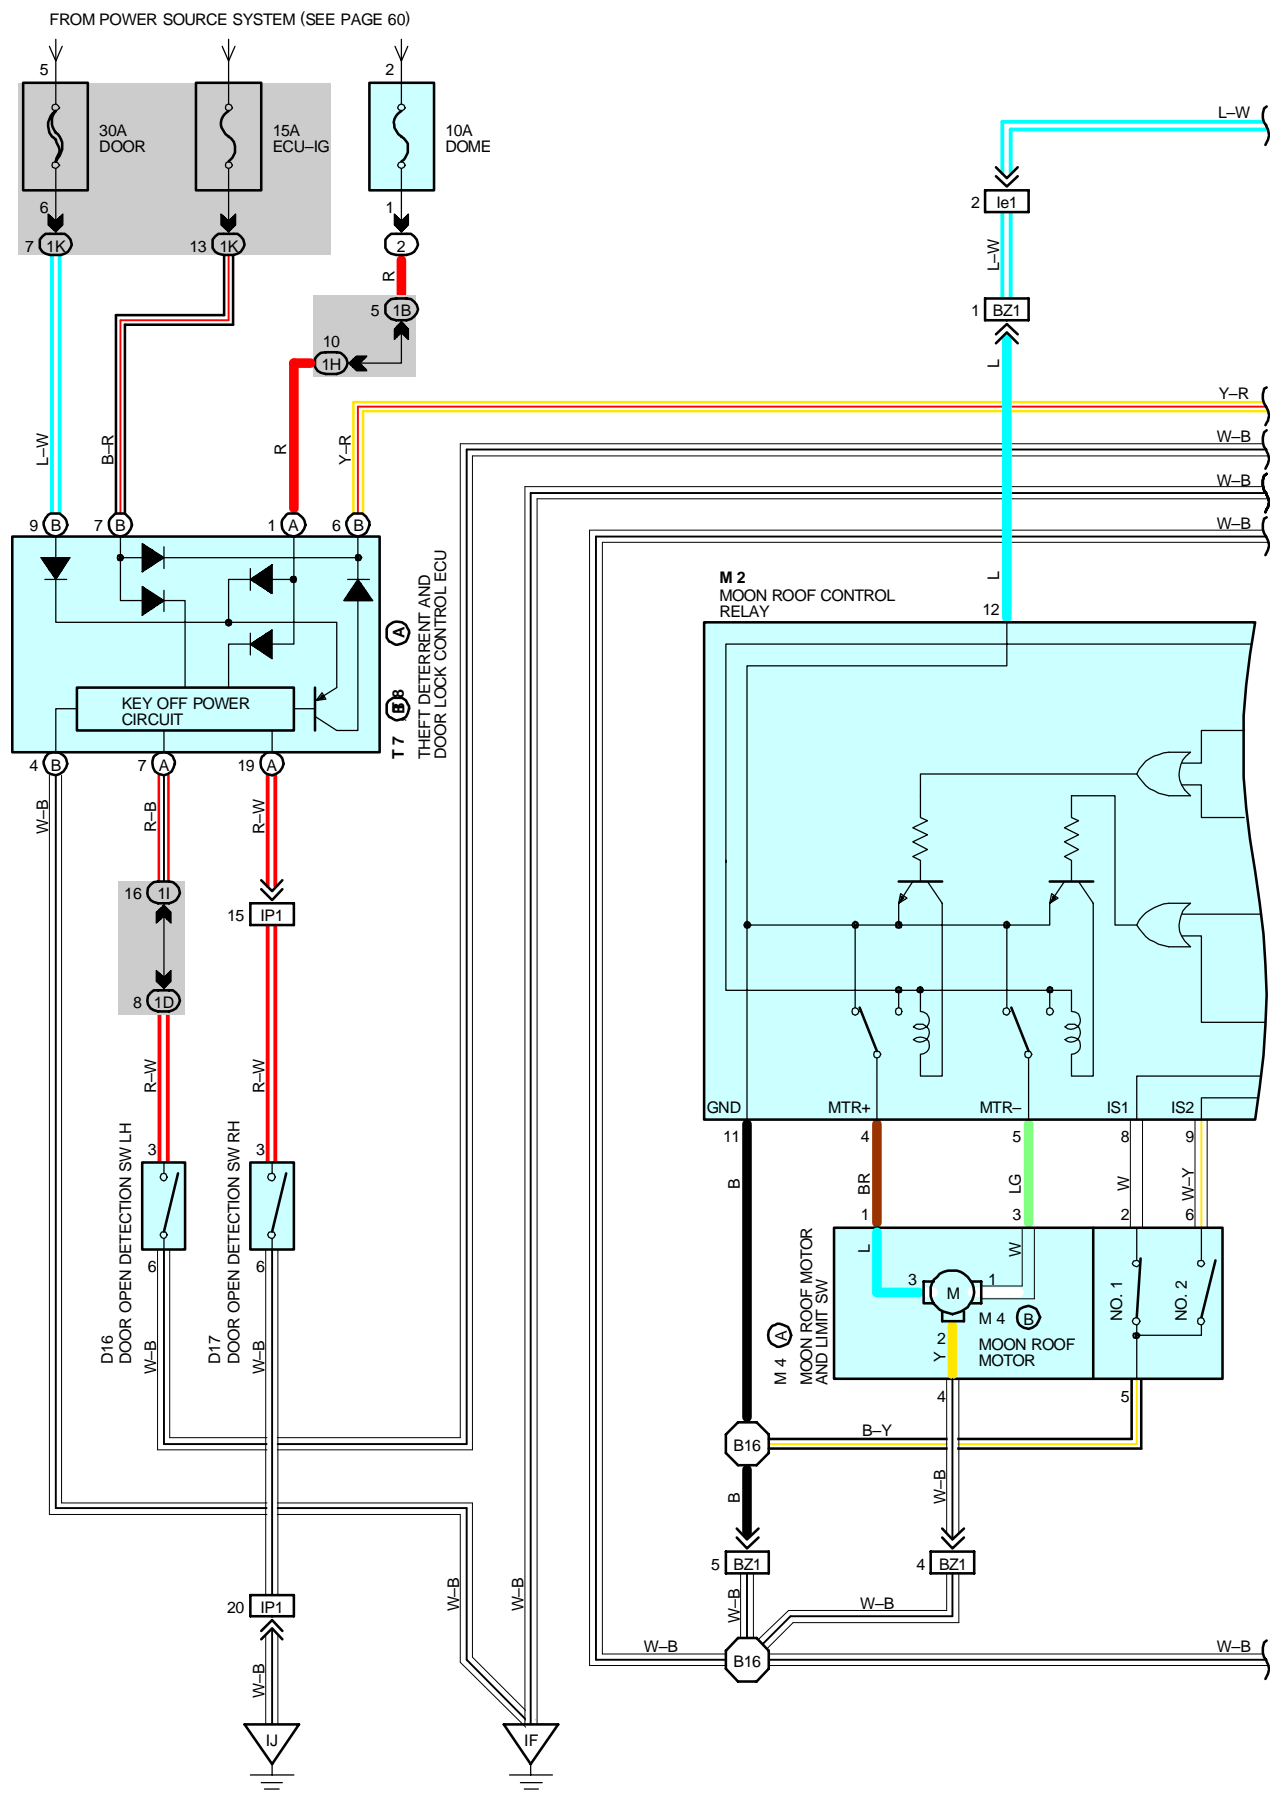 FROM POWER SOURCE SYSTEM (SEE PAGE 60)
5
2
30A
DOOR
15A
ECU–IG
10A
DOME
L–W
6
1
2 Ie1
7 1K
13 1K
2
L–W
R
5 1B
1 BZ1
10
1H
L
Y–R
W–B
W–B
W–B
L–W
B–R
R
Y–R
9 B
7 B
1 A
6 B
L
M 2
MOON ROOF CONTROL
RELAY
12
KEY OFF POWER
CIRCUIT
A
B
T 7
THEFT DETERRENT AND
DOOR LOCK CONTROL ECU
4 B
7 A
19 A
W–B
R–B
R–W
16 1I
15 IP1
8 1D
R–W
R–W
GND
MTR+
MTR–
IS1
IS2
11
4
5
8
9
B
BR
LG
W
W–Y
3
3
1
3
2
6
D16
DOOR OPEN DETECTION SW LH
D17
DOOR OPEN DETECTION SW RH
6
6
W–B
W–B
L
W
3
1
M
M 4 B
MOON ROOF
MOTOR
2
Y
NO. 1
NO. 2
M 4 A
MOON ROOF MOTOR
AND LIMIT SW
4
5
B16
B–Y
B
W–B
5 BZ1
4 BZ1
W–B
W–B
W–B
W–B
20 IP1
W–B
B16
W–B
W–B
IJ
IF